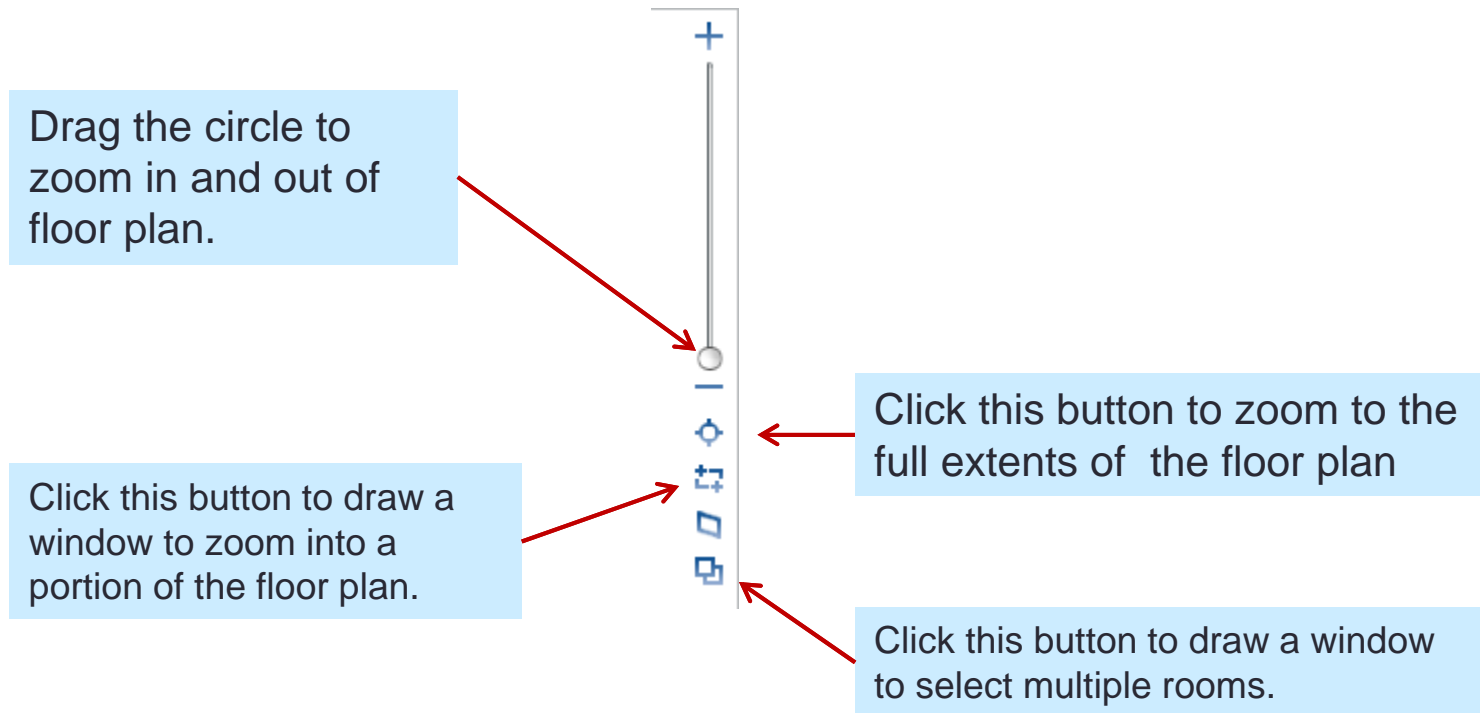 Drag the circle to
zoom in and out of
floor plan.
Click this button to zoom to the
full extents of  the floor plan
Click this button to draw a
window to zoom into a
portion of the floor plan.
Click this button to draw a window
to select multiple rooms.